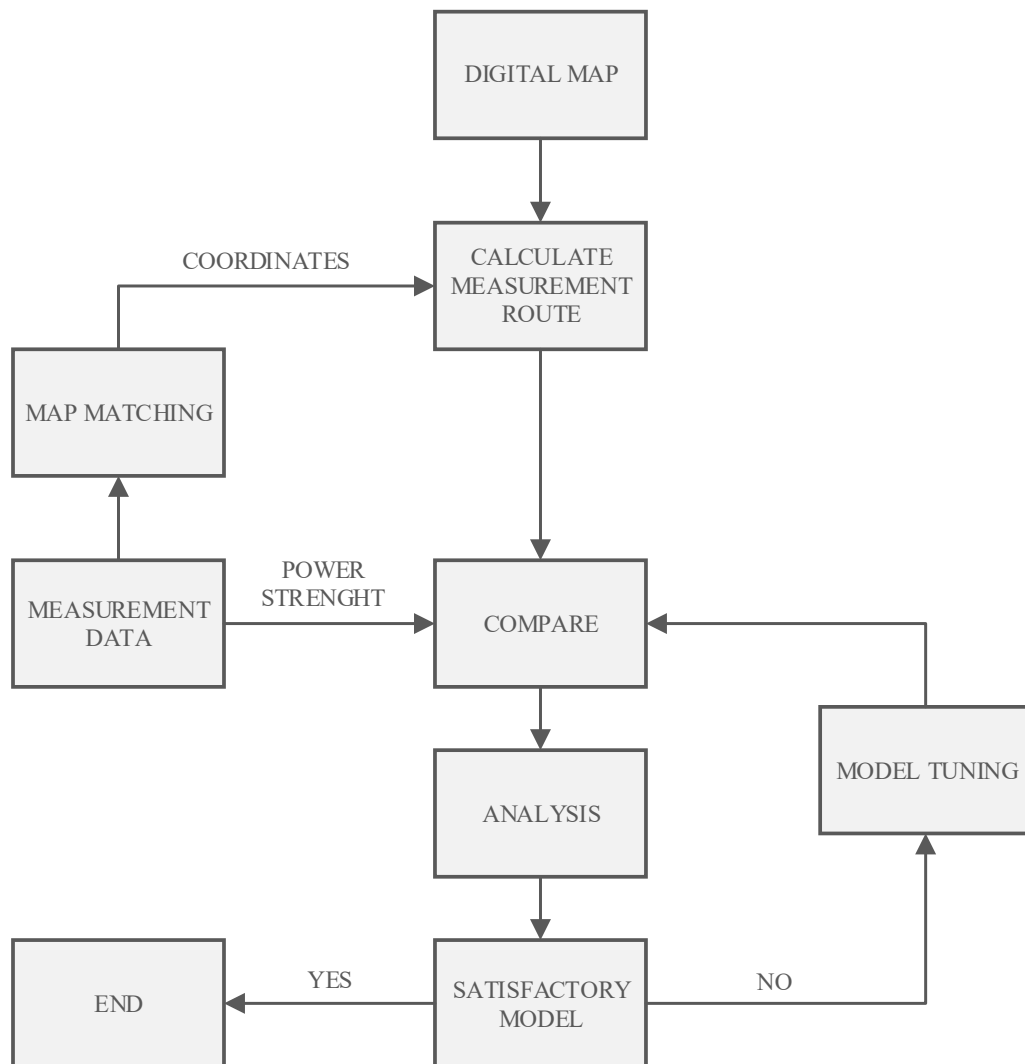 DIGITAL MAP
COORDINATES
CALCULATE
MEASUREMENT
ROUTE
MAP MATCHING
POWER
STRENGHT
MEASUREMENT
DATA
COMPARE
MODEL TUNING
ANALYSIS
END
YES
SATISFACTORY
MODEL
NO